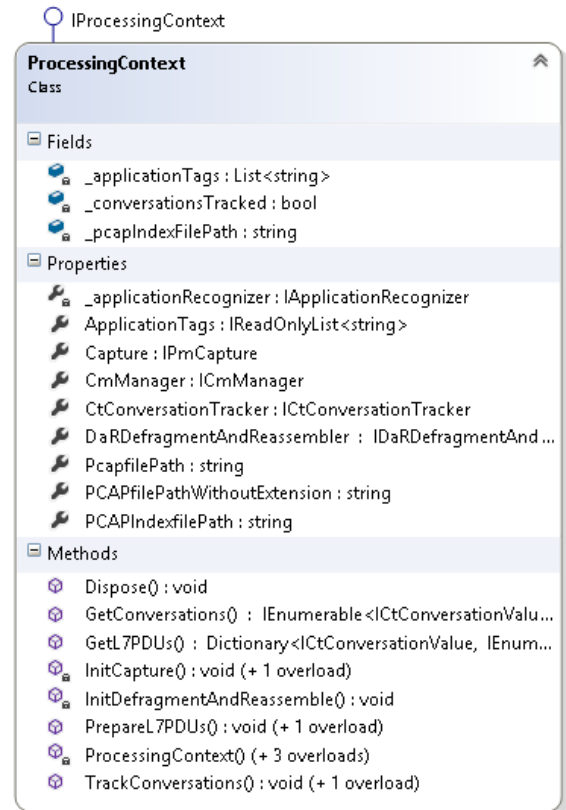 IProcessingContext
ProcessingContext
Class
Fields
_applicationTags : List<string>
_conversationsTracked : bool
_pcapIndexFilePath : string
Properties
_applicationRecognizer : IApplicationRecognizer
ApplicationTags : IReadOnlyList<string>
Capture : IPmCapture
CmManager : ICmManager
CtConversationTracker : ICtConversationTracker
DaRDefragmentAndReassembler : IDaRDefragmentAnd...
PcapfilePath : string
PCAPfilePathWithoutExtension : string
PCAPIndexfilePath : string
Methods
Dispose() : void
GetConversations() : IEnumerable<ICtConversationValu...
GetL7PDUs() : Dictionary<ICtConversationValue, IEnum...
InitCapture() : void (+ 1 overload)
InitDefragmentAndReassemble() : void
PrepareL7PDUs() : void (+ 1 overload)
ProcessingContext() (+ 3 overloads)
TrackConversations() : void (+ 1 overload)